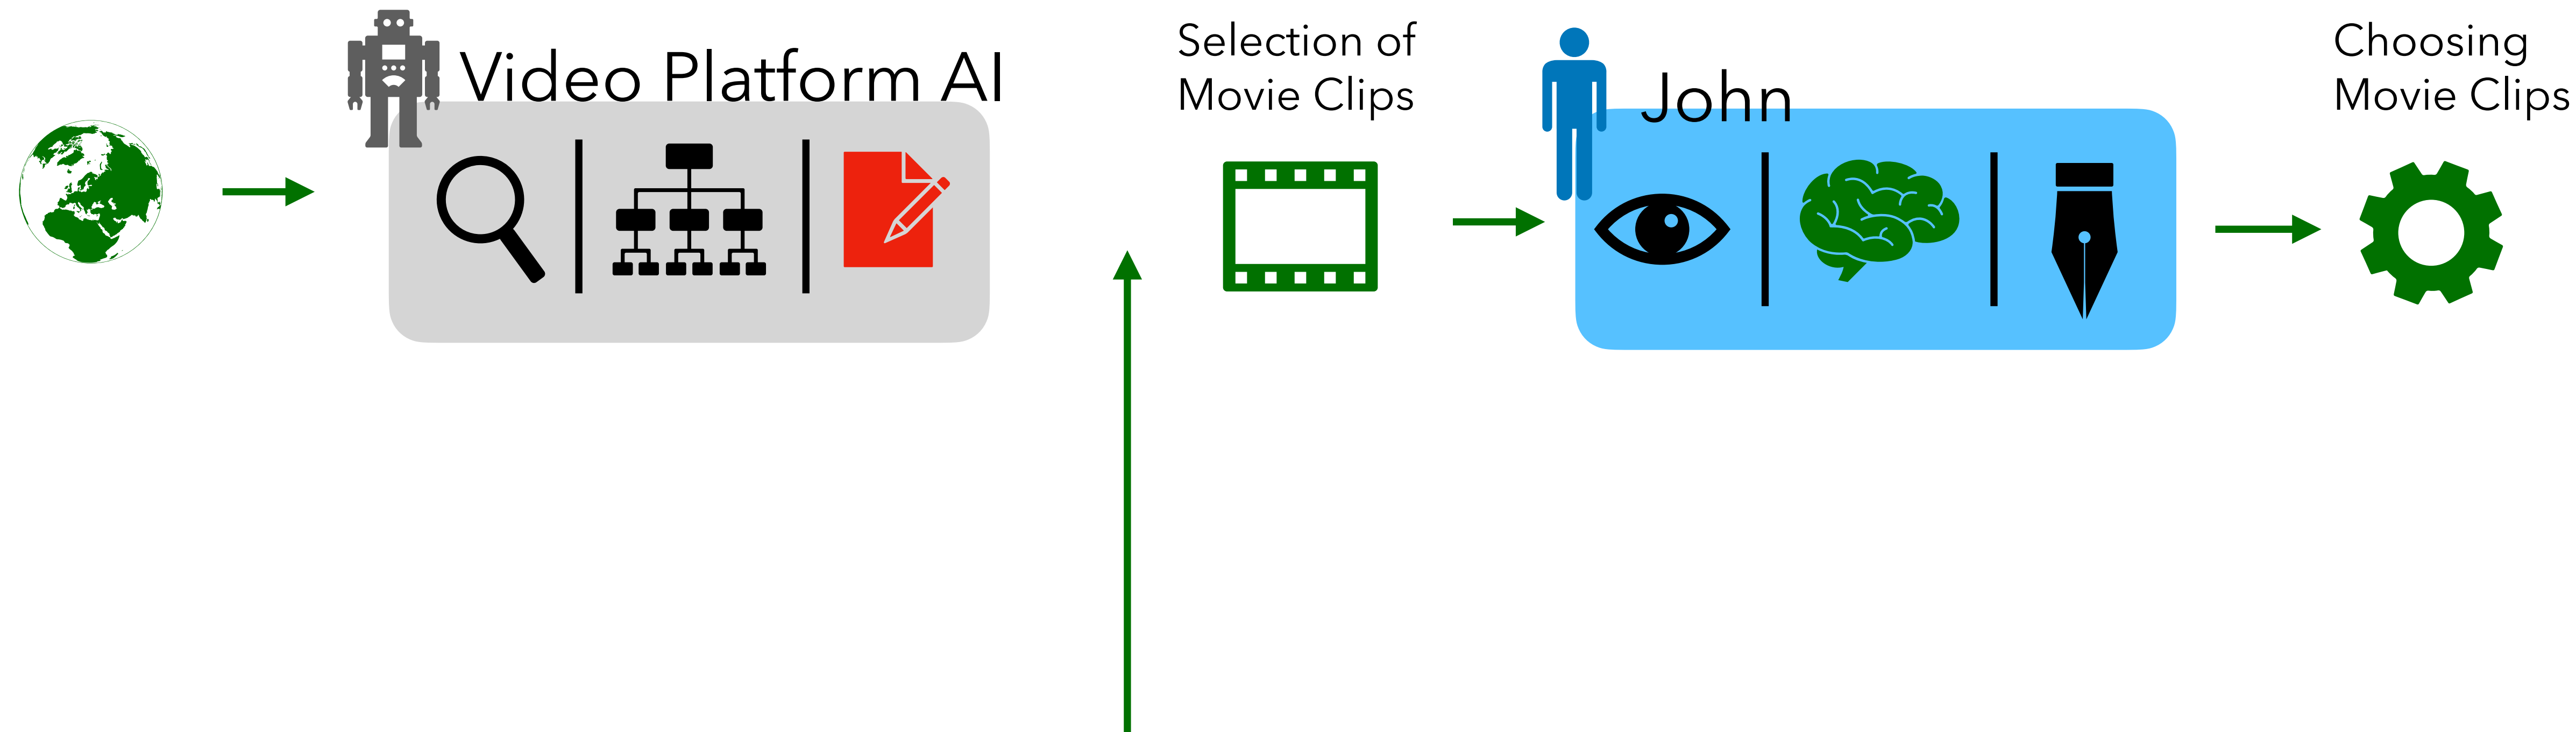 Video Platform AI
Selection of
Movie Clips
John
Choosing
Movie Clips